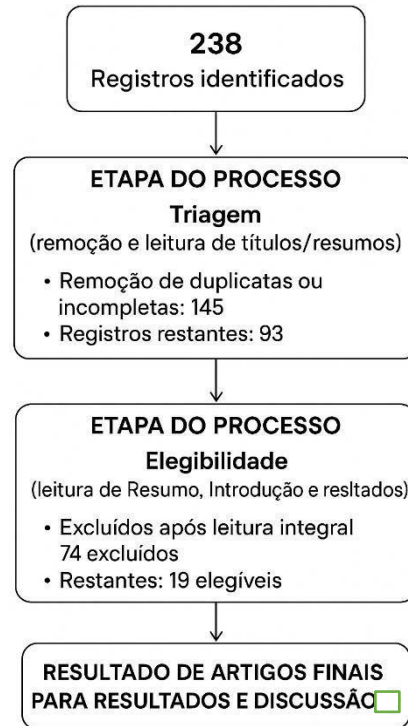 238
Registros identificados
ETAPA DO PROCESSO
Triagem
(remoção e leitura de títulos/resumos)
• Remoção de duplicatas ou
incompletas: 145
• Registros restantes: 93
ETAPA DO PROCESSO
Elegibilidade
(leitura de Resumo, Introdução e resltados)
• Excluídos após leitura integral
74 excluídos
• Restantes: 19 elegíveis
RESULTADO DE ARTIGOS FINAIS
PARA RESULTADOS E DISCUSSÃO